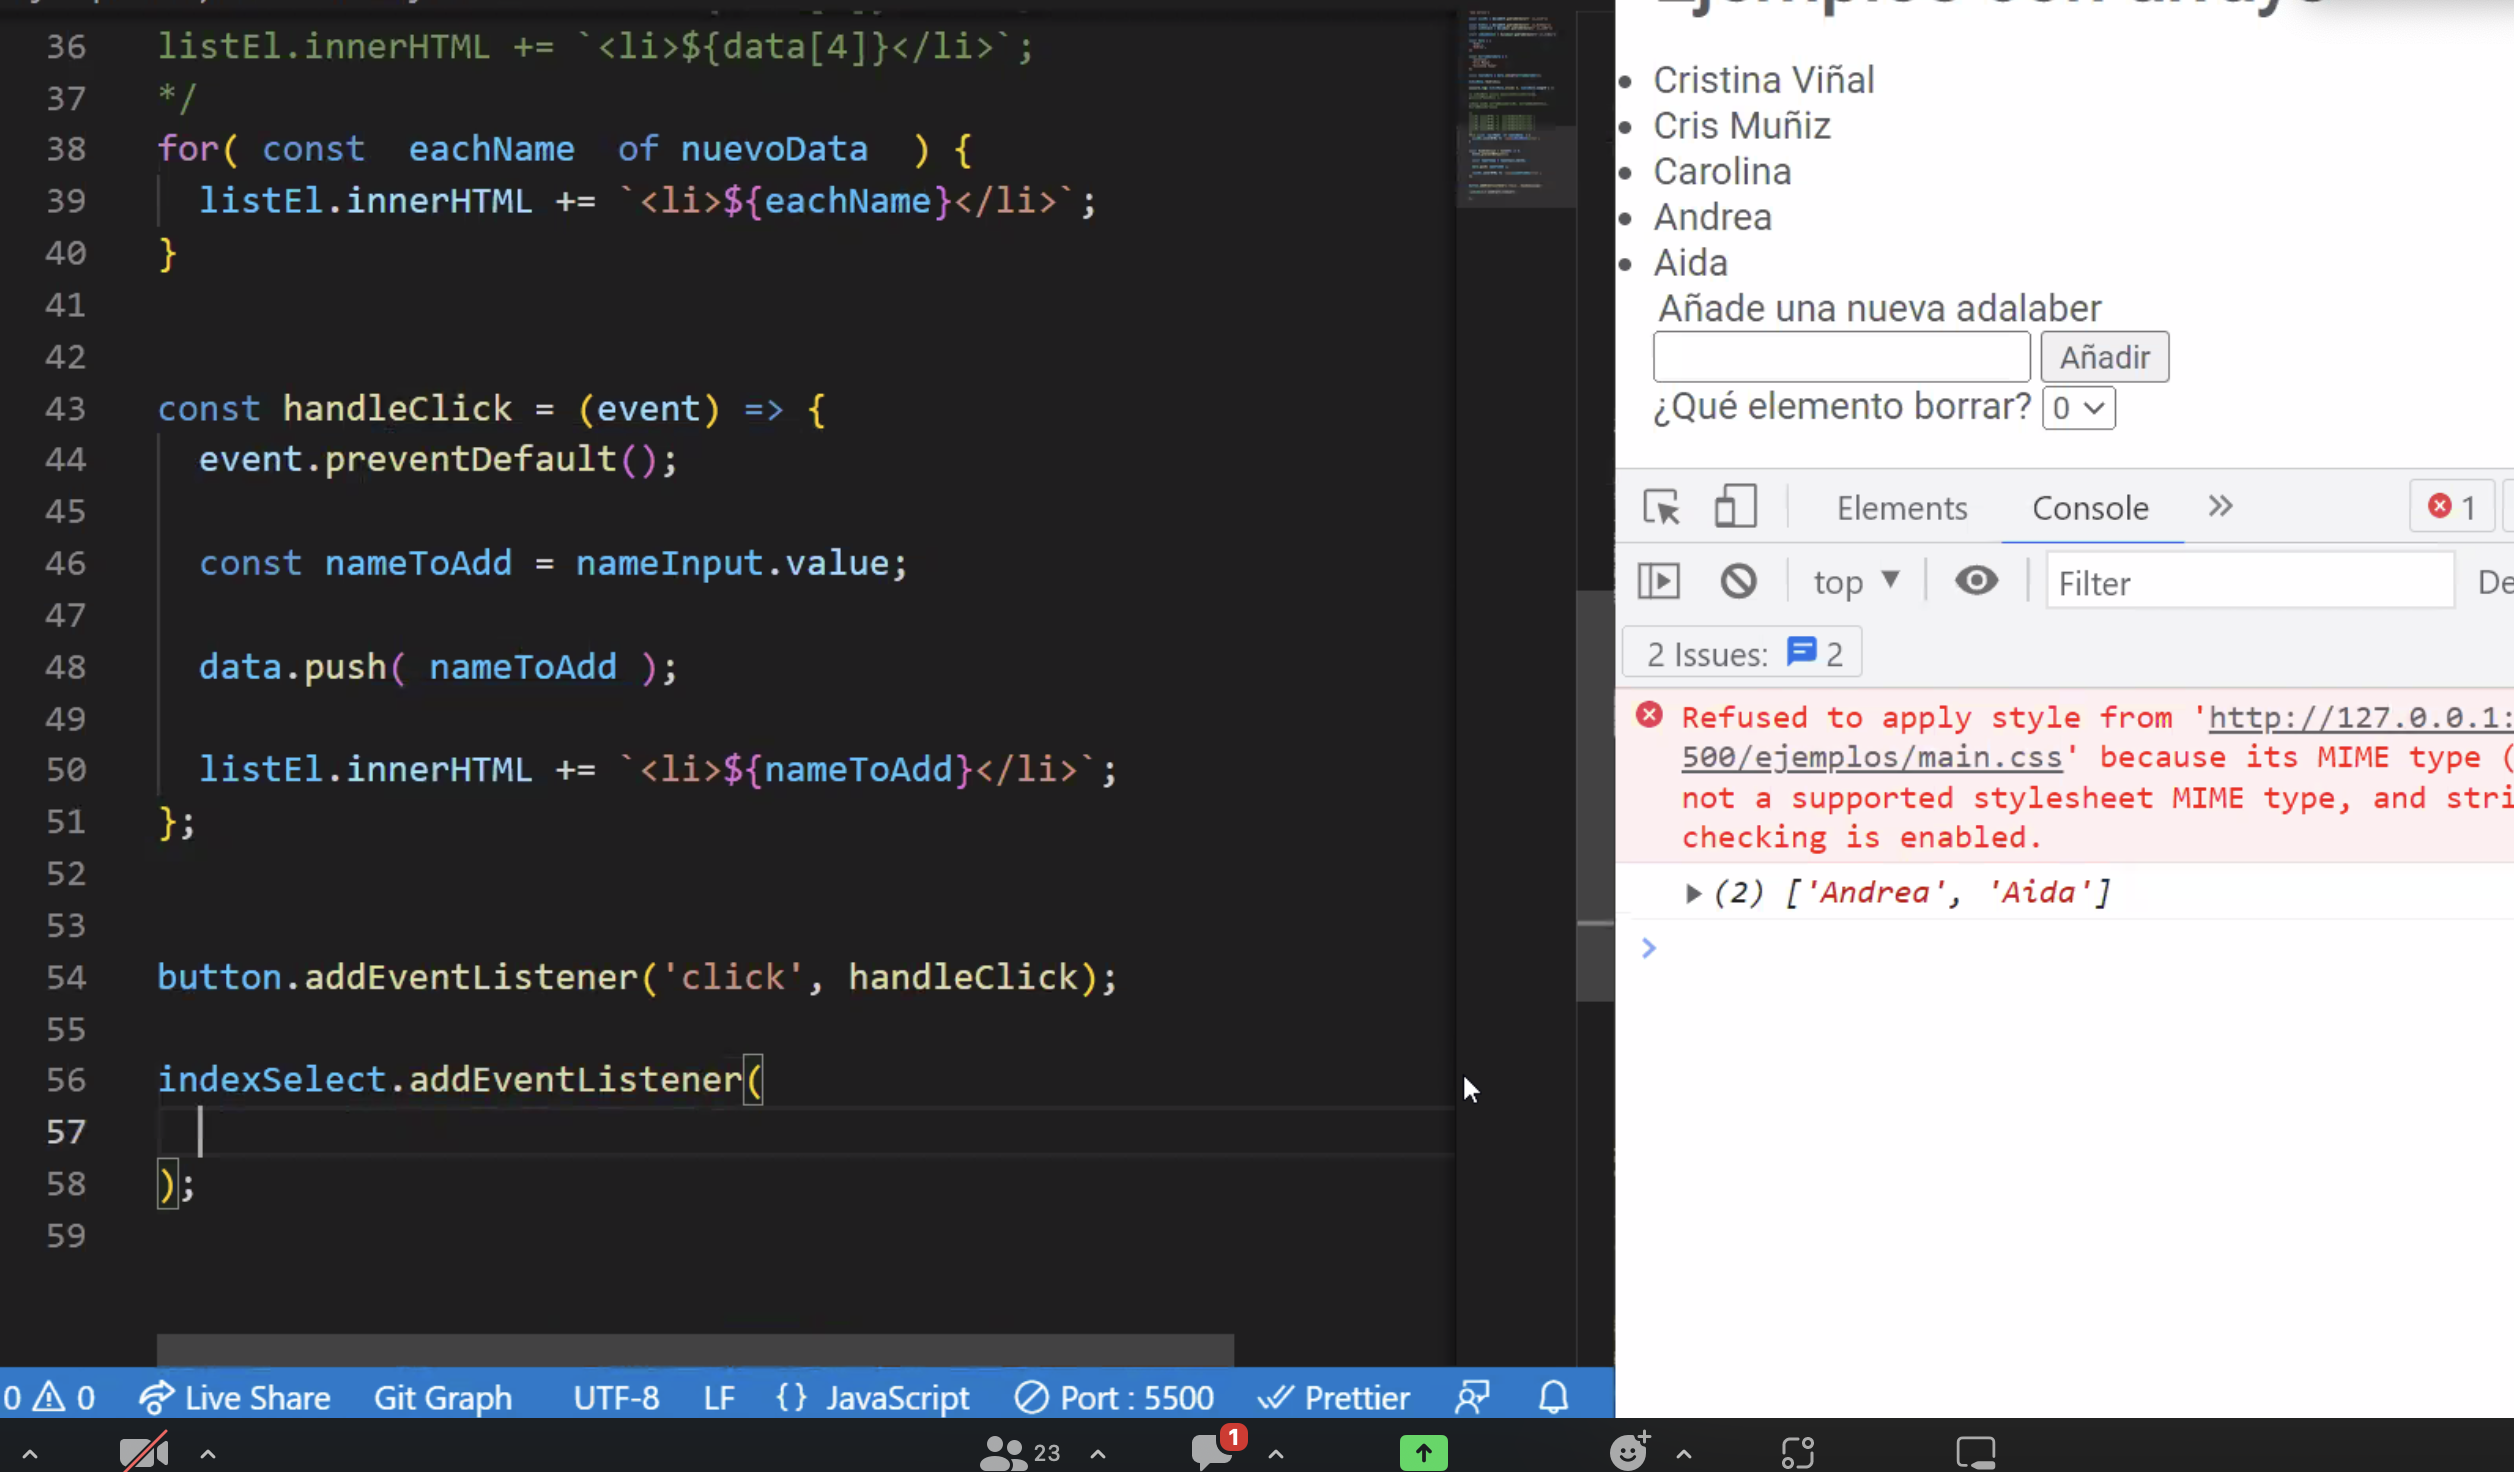 36 listEl.innerHTML += `<li>${data[4]}</li>`;
37 */
38 for( const  eachName  of nuevoData  ) {
39 listEl.innerHTML += `<li>${eachName}</li>`;
40 }
41
42
43 const handleClick = (event) => {
44 event.preventDefault();
45
46 const nameToAdd = nameInput.value;
47
48 data.push( nameToAdd );
49
50 listEl.innerHTML += `<li>${nameToAdd}</li>`;
51 };
52
53
54 button.addEventListener('click', handleClick);
55
56 indexSelect.addEventListener(
57
58 );
59
0 0 Live Share Git Graph UTF-8 LF {} JavaScript Port : 5500 Prettier
Cristina Viñal
Cris Muñiz
Carolina
Andrea
Aida
Añade una nueva adalaber
Añadir
¿Qué elemento borrar? 0
Elements Console 1
top Filter
2 Issues: 2
Refused to apply style from 'http://127.0.0.1:
500/ejemplos/main.css' because its MIME type (
not a supported stylesheet MIME type, and stri
checking is enabled.
(2) ['Andrea', 'Aida']
23 1